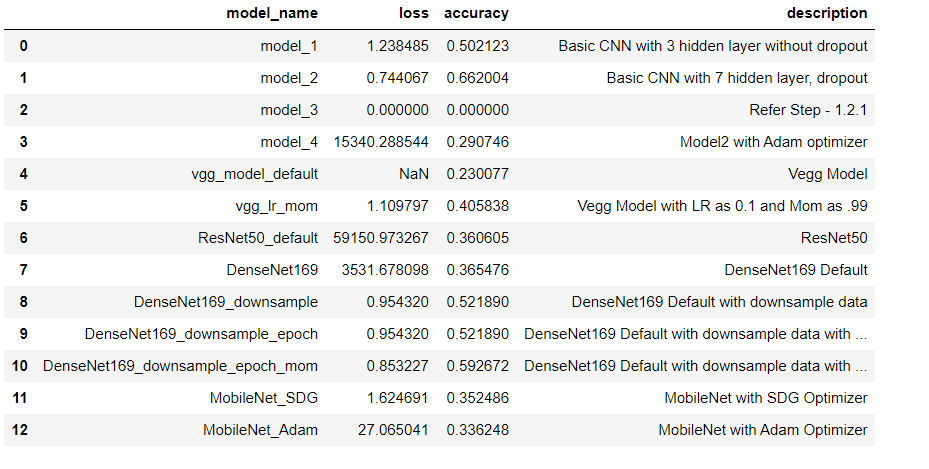 model_name loss accuracy description
0 model_1 1.238485 0.502123 Basic CNN with 3 hidden layer without dropout
1 model_2 0.744067 0.662004 Basic CNN with 7 hidden layer, dropout
2 model_3 0.000000 0.000000 Refer Step - 1.2.1
3 model_4 15340.288544 0.290746 Model2 with Adam optimizer
4 vgg_model_default NaN 0.230077 Vegg Model
5 vgg_lr_mom 1.109797 0.405838 Vegg Model with LR as 0.1 and Mom as .99
6 ResNet50_default 59150.973267 0.360605 ResNet50
7 DenseNet169 3531.678098 0.365476 DenseNet169 Default
8 DenseNet169_downsample 0.954320 0.521890 DenseNet169 Default with downsample data
9 DenseNet169_downsample_epoch 0.954320 0.521890 DenseNet169 Default with downsample data with ...
10 DenseNet169_downsample_epoch_mom 0.853227 0.592672 DenseNet169 Default with downsample data with ...
11 MobileNet_SDG 1.624691 0.352486 MobileNet with SDG Optimizer
12 MobileNet_Adam 27.065041 0.336248 MobileNet with Adam Optimizer